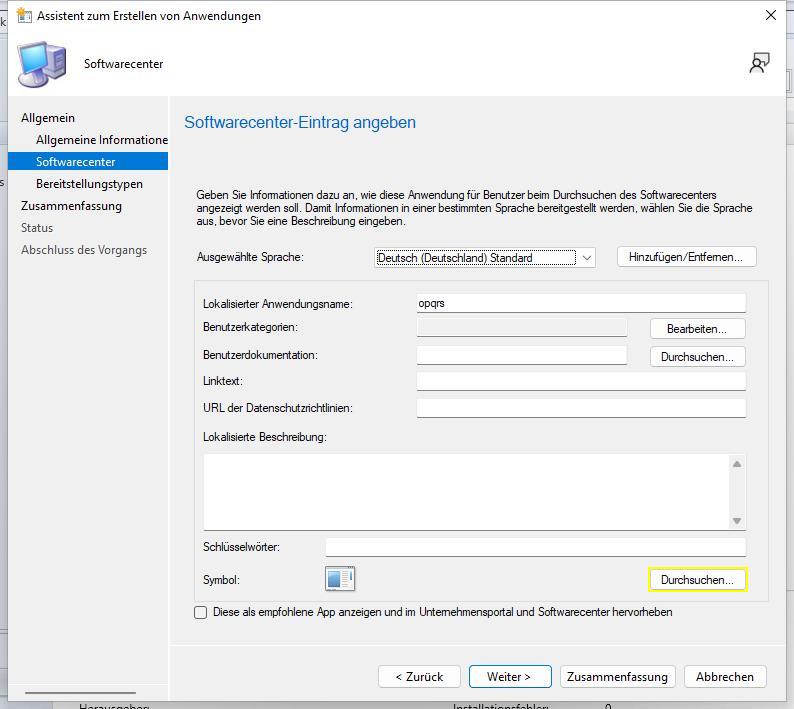 Assistent zum Erstellen von Anwendungen
Softwarecenter
Allgemein
Allgemeine Informatione
Softwarecenter
Bereitstellungstypen
Zusammenfassung
Status
Abschluss des Vorgangs
Softwarecenter-Eintrag angeben
Geben Sie Informationen dazu an, wie diese Anwendung für Benutzer beim Durchsuchen des Softwarecenters
angezeigt werden soll. Damit Informationen in einer bestimmten Sprache bereitgestellt werden, wählen Sie die Sprache
aus, bevor Sie eine Beschreibung eingeben.
Ausgewählte Sprache: Deutsch (Deutschland) Standard Hinzufügen/Entfernen...
Lokalisierter Anwendungsname: opqrs
Benutzerkategorien: Bearbeiten...
Benutzerdokumentation: Durchsuchen...
Linktext:
URL der Datenschutzrichtlinien:
Lokalisierte Beschreibung:
Schlüsselwörter:
Symbol: Durchsuchen...
Diese als empfohlene App anzeigen und im Unternehmensportal und Softwarecenter hervorheben
< Zurück Weiter > Zusammenfassung Abbrechen
Herausgeber: Installationsfehler: 0